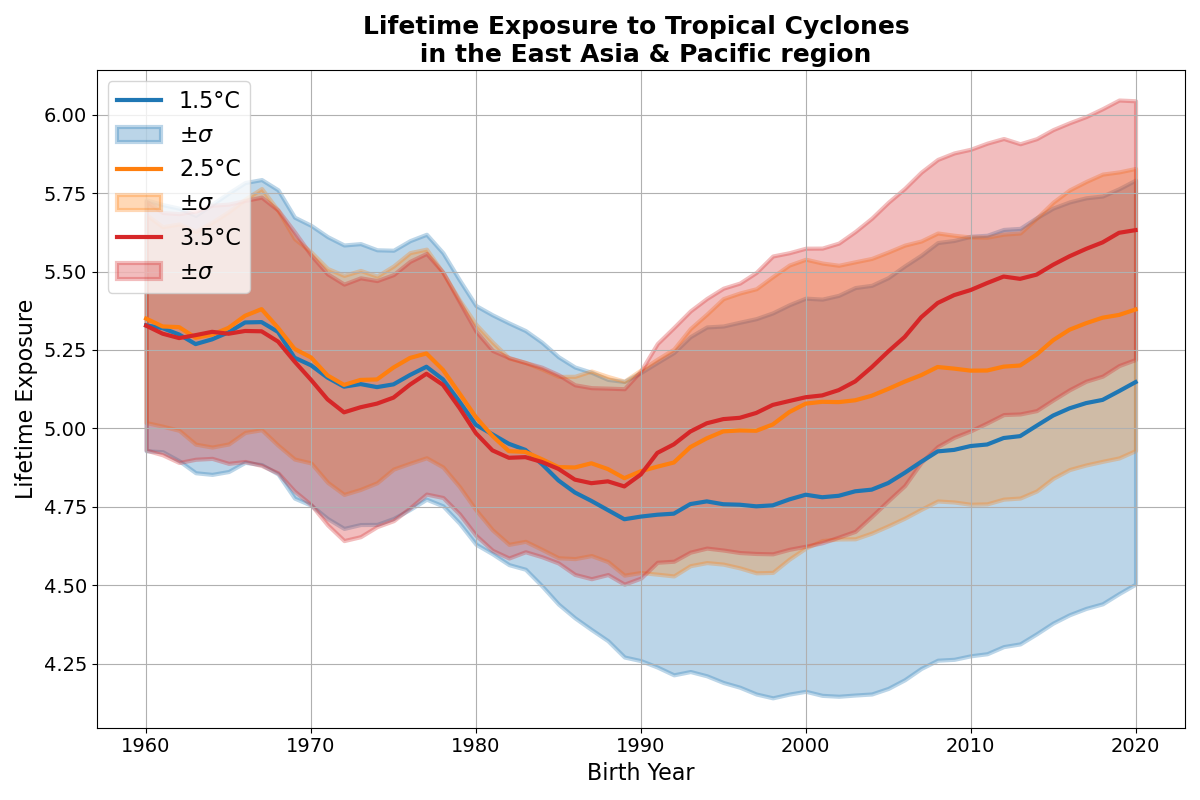 Lifetime Exposure to Tropical Cyclones
in the East Asia & Pacific region
Lifetime Exposure
6.00
5.75
5.50
5.25
5.00
4.75
4.50
4.25
1.5°C
±σ
2.5°C
±σ
3.5°C
±σ
1960
1970
1980
1990
2000
2010
2020
Birth Year